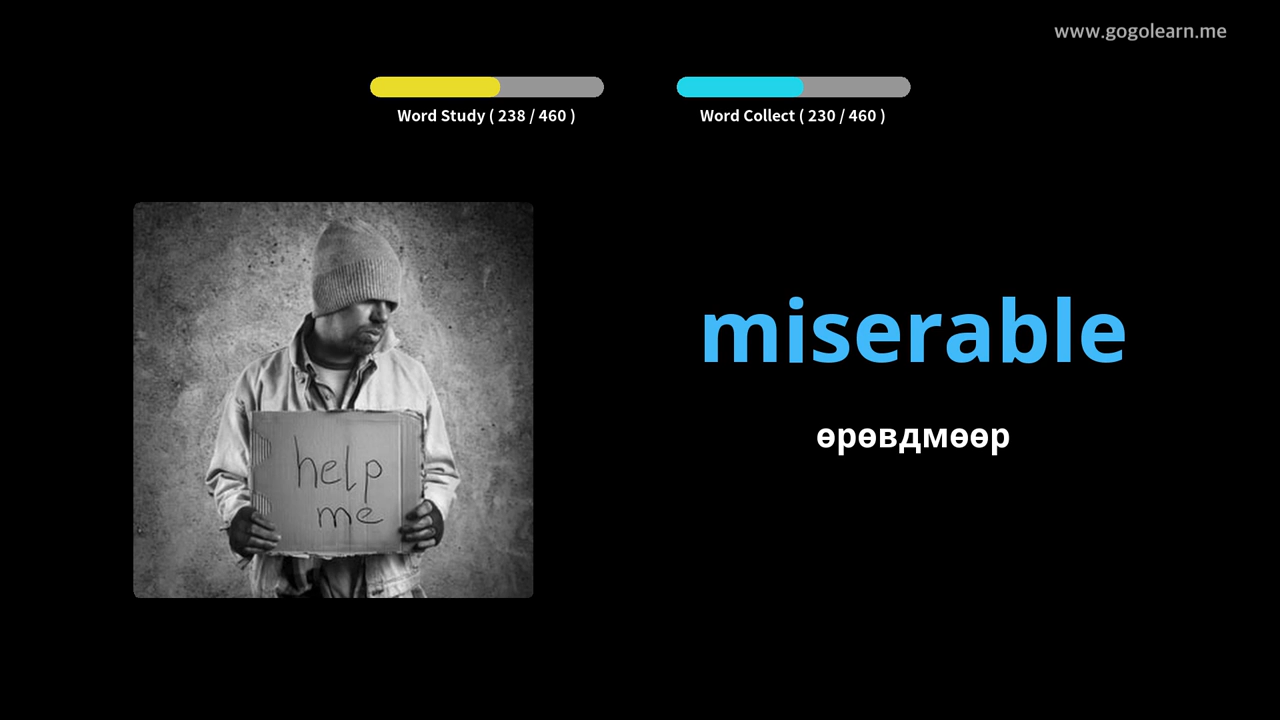 www.gogolearn.me
Word Study ( 238 / 460 )
Word Collect ( 230 / 460 )
help
me
miserable
өрөвдмөөр